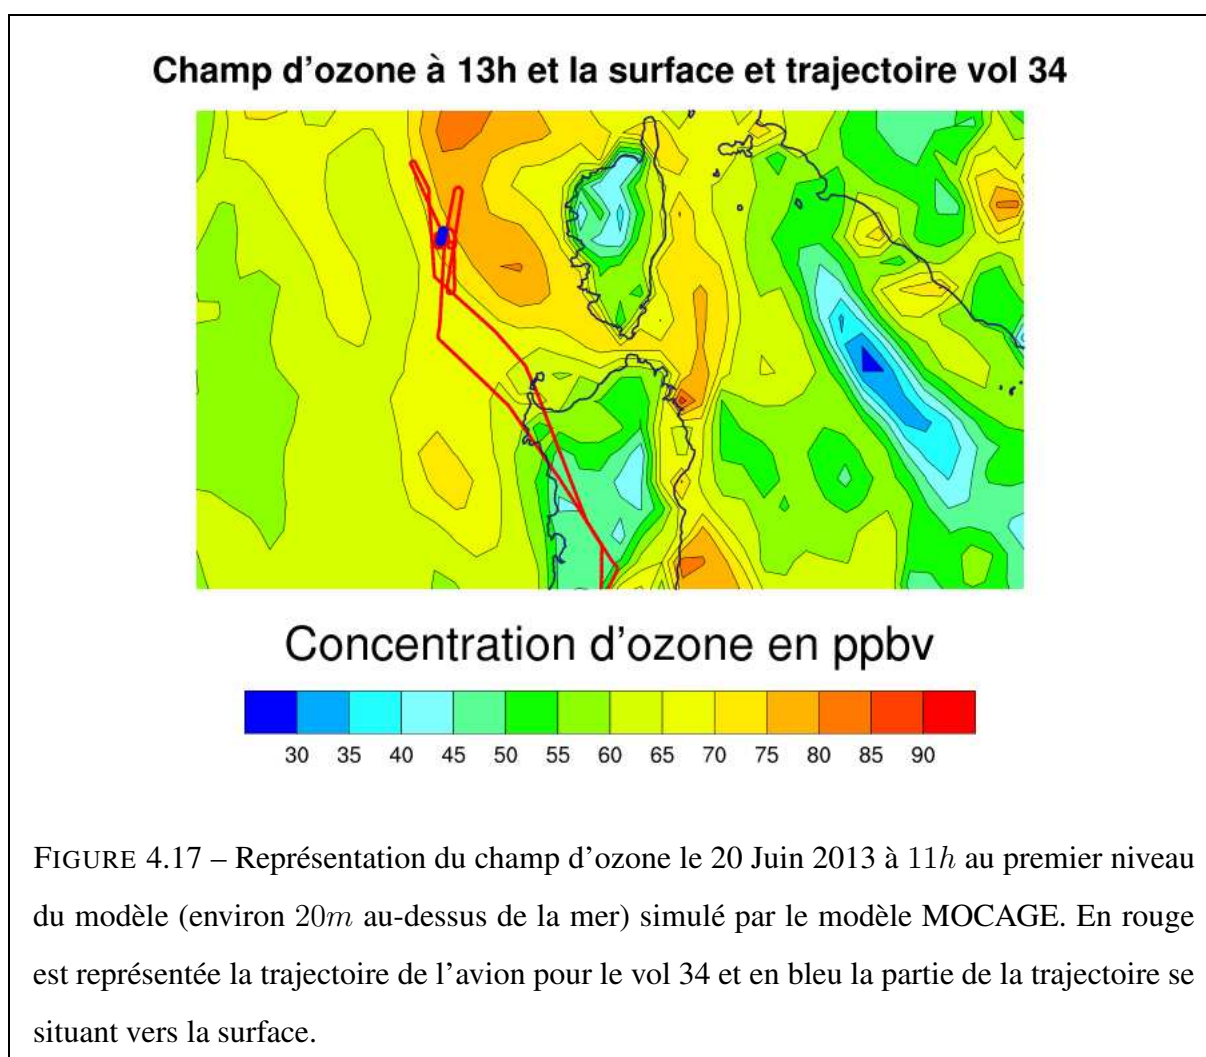 Champ d'ozone à 13h et la surface et trajectoire vol 34
Concentration d'ozone en ppbv
30 35 40 45 50 55 60 65 70 75 80 85 90
FIGURE 4.17 – Représentation du champ d'ozone le 20 Juin 2013 à 11h au premier niveau
du modèle (environ 20m au-dessus de la mer) simulé par le modèle MOCAGE. En rouge
est représentée la trajectoire de l'avion pour le vol 34 et en bleu la partie de la trajectoire se
situant vers la surface.